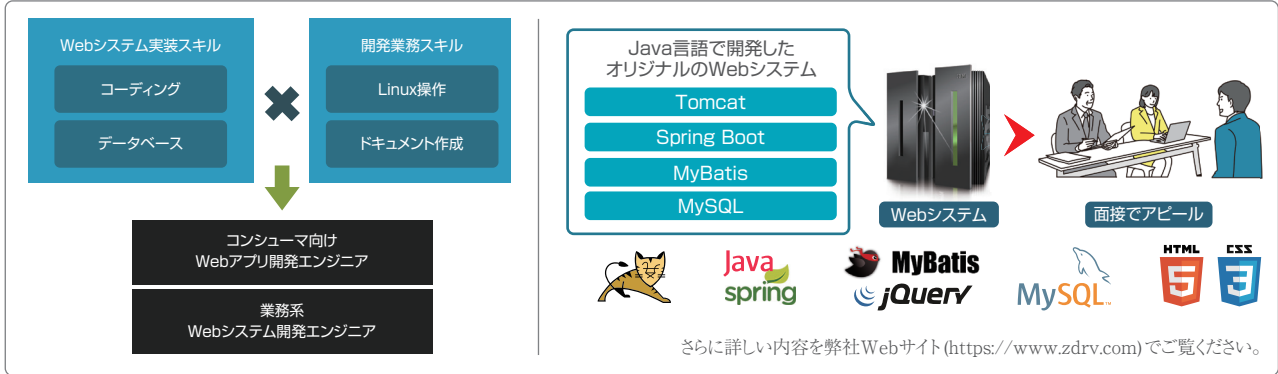 Webシステム実装スキル
コーディング
データベース
開発業務スキル
Linux操作
ドキュメント作成
コンシューマ向け
Webアプリ開発エンジニア
業務系
Webシステム開発エンジニア
Java言語で開発した
オリジナルのWebシステム
Tomcat
Spring Boot
MyBatis
MySQL
Webシステム
面接でアピール
Java
spring
MyBatis
jQuery
MySQL™
HTML
5
CSS
3
さらに詳しい内容を弊社Webサイト(https://www.zdrv.com)でご覧ください。